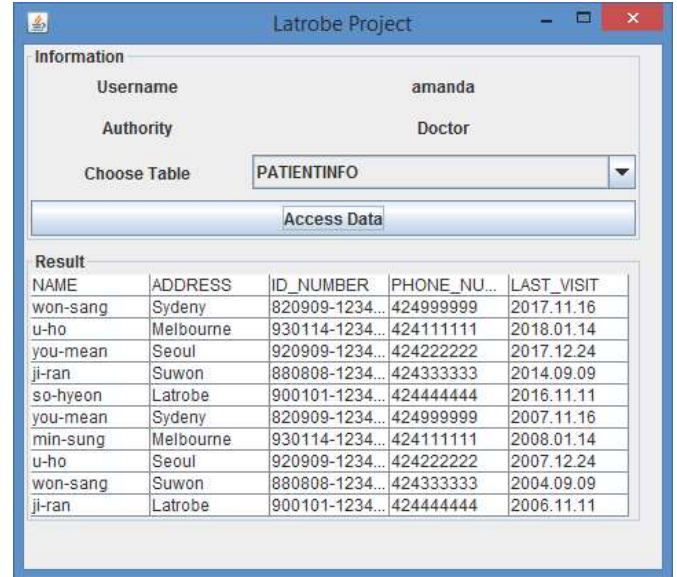 Latrobe Project
Information
Username amanda
Authority Doctor
Choose Table PATIENTINFO
Access Data
Result
NAME ADDRESS ID_NUMBER PHONE_NU... LAST_VISIT
won-sang Sydeny 820909-1234... 424999999 2017.11.16
u-ho Melbourne 930114-1234... 424111111 2018.01.14
you-mean Seoul 920909-1234... 424222222 2017.12.24
ji-ran Suwon 880808-1234... 424333333 2014.09.09
so-hyeon Latrobe 900101-1234... 424444444 2016.11.11
you-mean Sydeny 820909-1234... 424999999 2007.11.16
min-sung Melbourne 930114-1234... 424111111 2008.01.14
u-ho Seoul 920909-1234... 424222222 2007.12.24
won-sang Suwon 880808-1234... 424333333 2004.09.09
ji-ran Latrobe 900101-1234... 424444444 2006.11.11